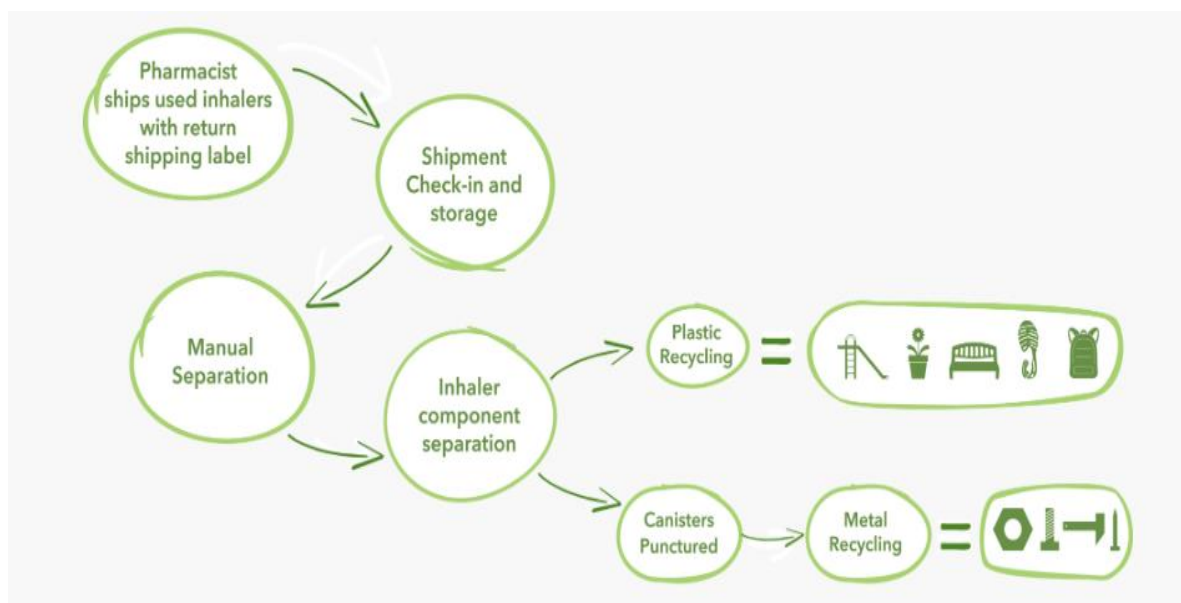 Pharmacist
ships used inhalers
with return
shipping label
Shipment
Check-in and
storage
Manual
Separation
Inhaler
component
separation
Plastic
Recycling
=
Canisters
Punctured
Metal
Recycling
=